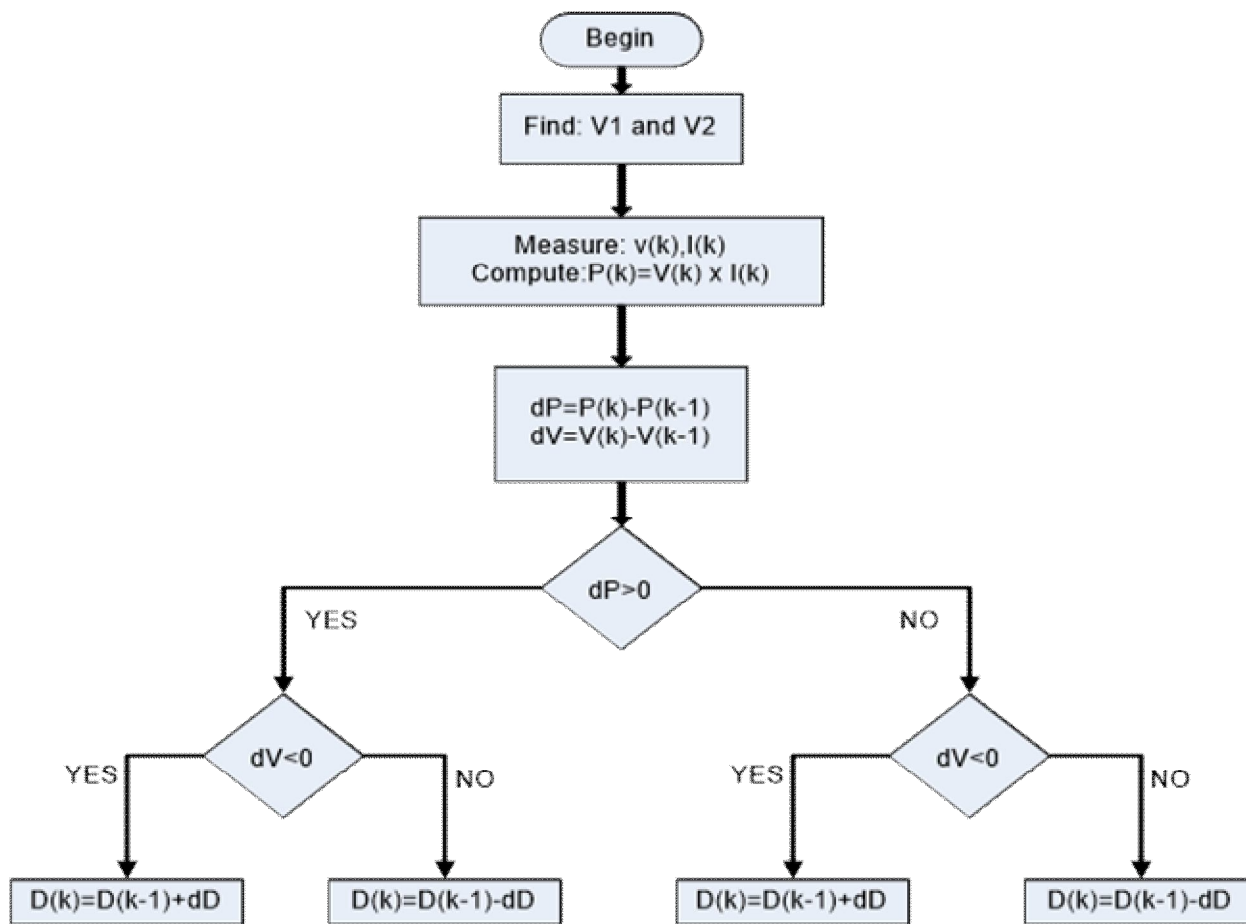 Begin
Find: V1 and V2
Measure: v(k),I(k)
Compute:P(k)=V(k) x I(k)
dP=P(k)-P(k-1)
dV=V(k)-V(k-1)
dP>0
YES
NO
dV<0
dV<0
YES
NO
YES
NO
D(k)=D(k-1)+dD
D(k)=D(k-1)-dD
D(k)=D(k-1)+dD
D(k)=D(k-1)-dD